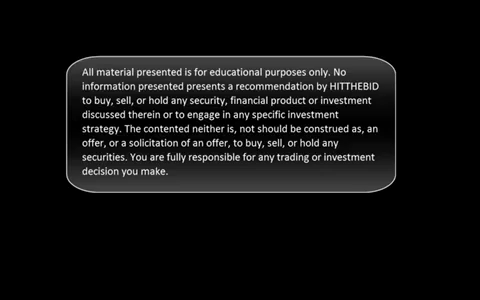 All material presented is for educational purposes only. No
information presented presents a recommendation by HITTHEBID
to buy, sell, or hold any security, financial product or investment
discussed therein or to engage in any specific investment
strategy. The contented neither is, not should be construed as, an
offer, or a solicitation of an offer, to buy, sell, or hold any
securities. You are fully responsible for any trading or investment
decision you make.